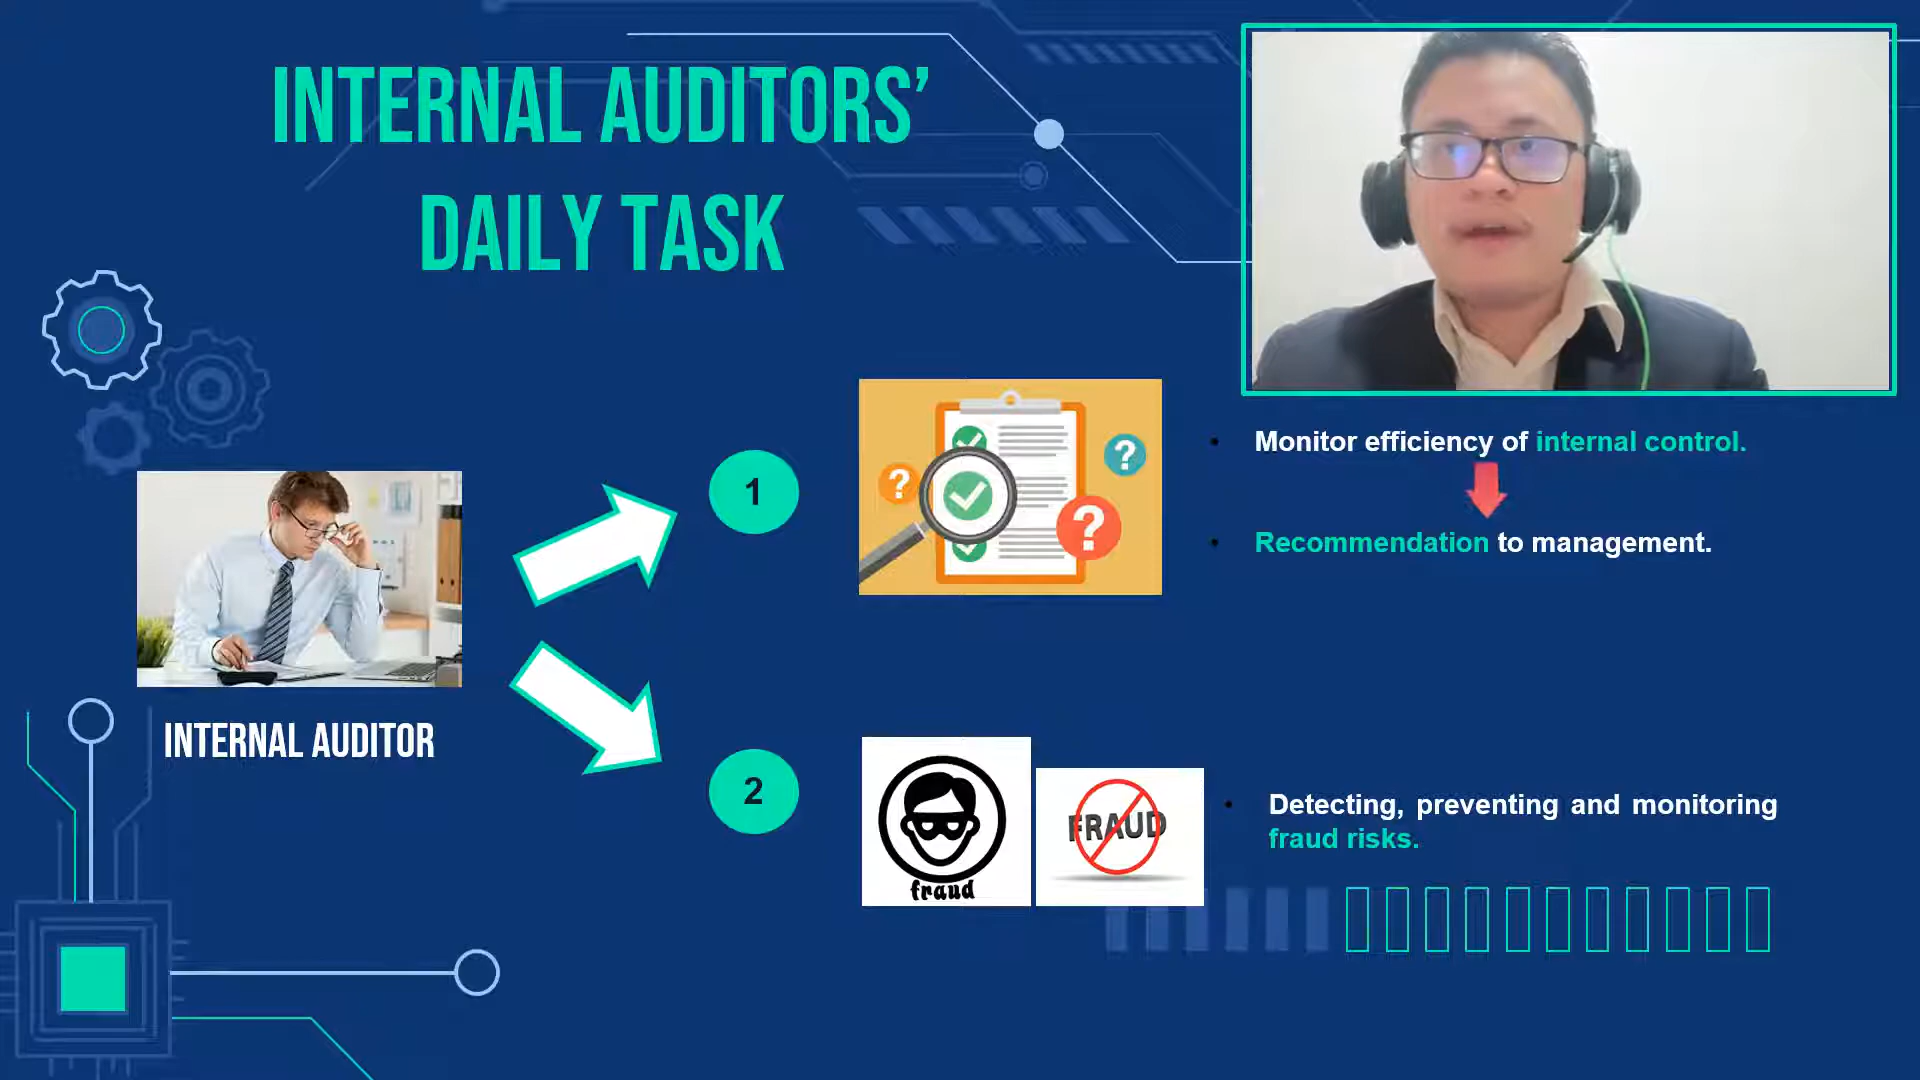 INTERNAL AUDITORS’
DAILY TASK
INTERNAL AUDITOR
1
?
?
?
• Monitor efficiency of internal control.
• Recommendation to management.
2
fraud
FRAUD
• Detecting, preventing and monitoring
fraud risks.